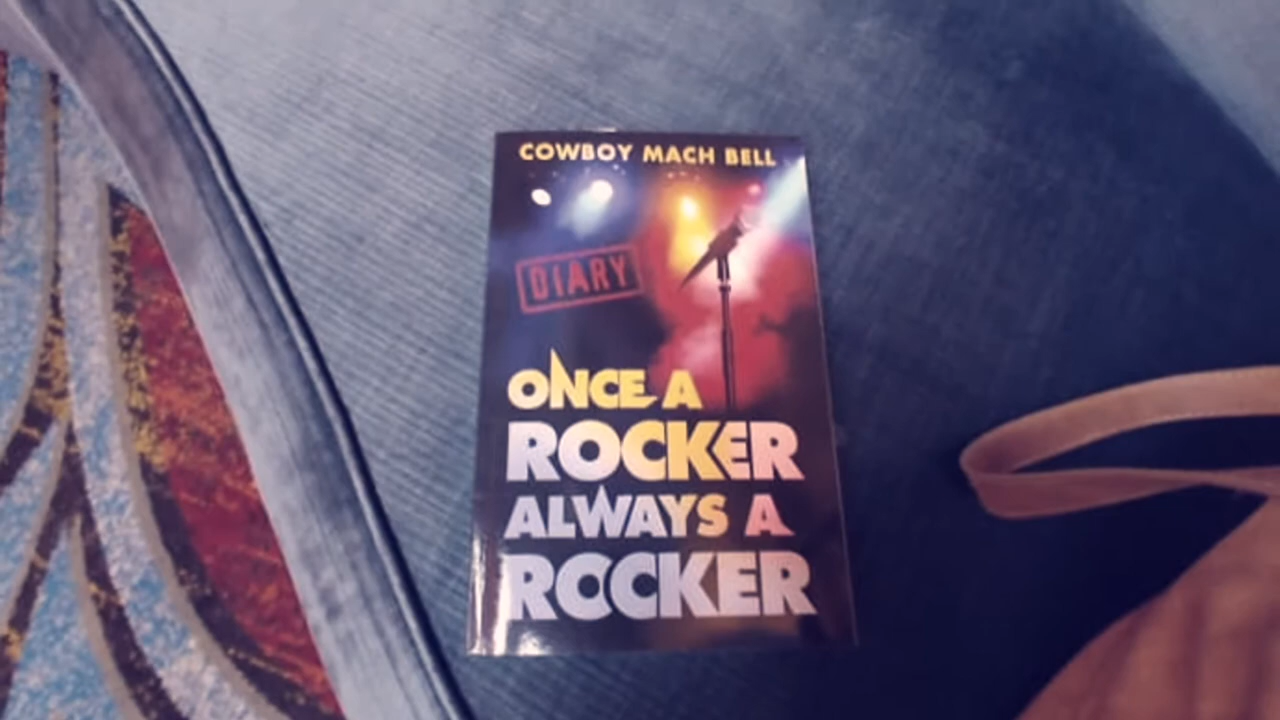 COWBOY MACH BELL
DIARY
ONCE A
ROCKER
ALWAYS A
ROCKER